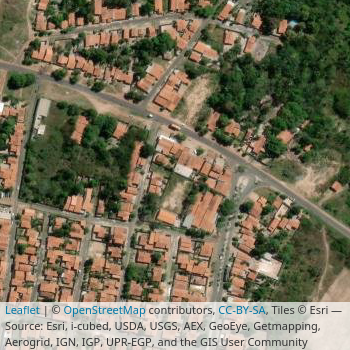 Leaflet | © OpenStreetMap contributors, CC-BY-SA, Tiles © Esri —
Source: Esri, i-cubed, USDA, USGS, AEX, GeoEye, Getmapping,
Aerogrid, IGN, IGP, UPR-EGP, and the GIS User Community